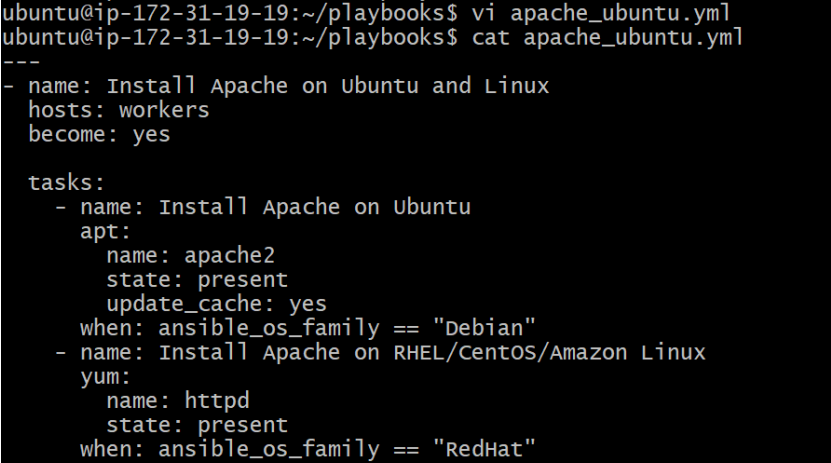 ubuntu@ip-172-31-19-19:~/playbooks$ vi apache_ubuntu.yml
ubuntu@ip-172-31-19-19:~/playbooks$ cat apache_ubuntu.yml
---
- name: Install Apache on Ubuntu and Linux
  hosts: workers
  become: yes

  tasks:
    - name: Install Apache on Ubuntu
      apt:
        name: apache2
        state: present
        update_cache: yes
      when: ansible_os_family == "Debian"
    - name: Install Apache on RHEL/CentOS/Amazon Linux
      yum:
        name: httpd
        state: present
      when: ansible_os_family == "RedHat"